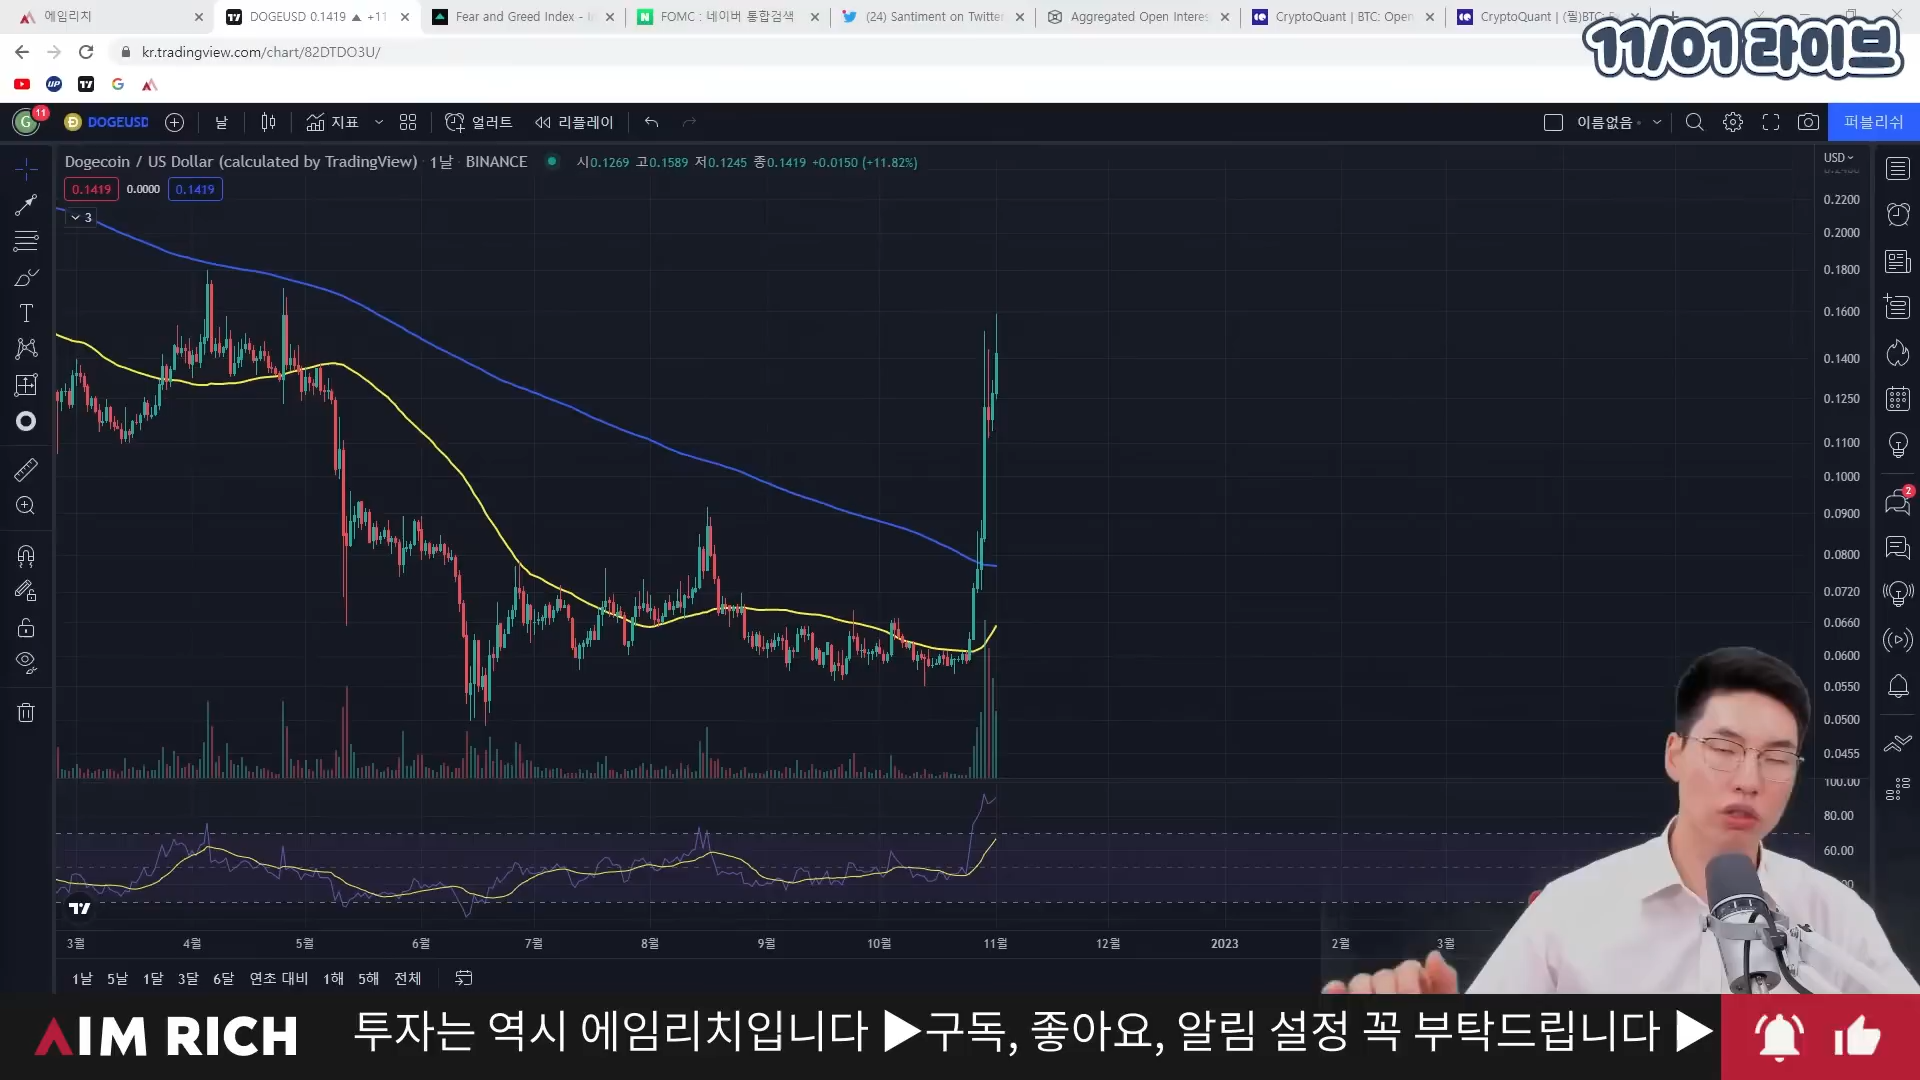 에임리치
DOGEUSD 0.1419 ▲ +11
Fear and Greed Index - I
FOMC : 네이버 통합검색
(24) Santiment on Twitter
Aggregated Open Interes
CryptoQuant | BTC: Open
CryptoQuant | (필)BTC:
kr.tradingview.com/chart/82DTDO3U/
11/01 라이브
UP
G
11
DOGEUSD
날
지표
얼러트
리플레이
이름없음
퍼블리쉬
Dogecoin / US Dollar (calculated by TradingView) · 1날 · BINANCE
시0.1269 고0.1589 저0.1245 종0.1419 +0.0150 (+11.82%)
0.1419 0.0000 0.1419
3
USD
0.2400
0.2200
0.2000
0.1800
0.1600
0.1400
0.1250
0.1100
0.1000
0.0900
0.0800
0.0720
0.0660
0.0600
0.0550
0.0500
0.0455
100.00
80.00
60.00
2
3월 4월 5월 6월 7월 8월 9월 10월 11월 12월 2023 2월 3월
1날 5날 1달 3달 6달 연초 대비 1해 5해 전체
AIM RICH
투자는 역시 에임리치입니다 ▶구독, 좋아요, 알림 설정 꼭 부탁드립니다 ▶